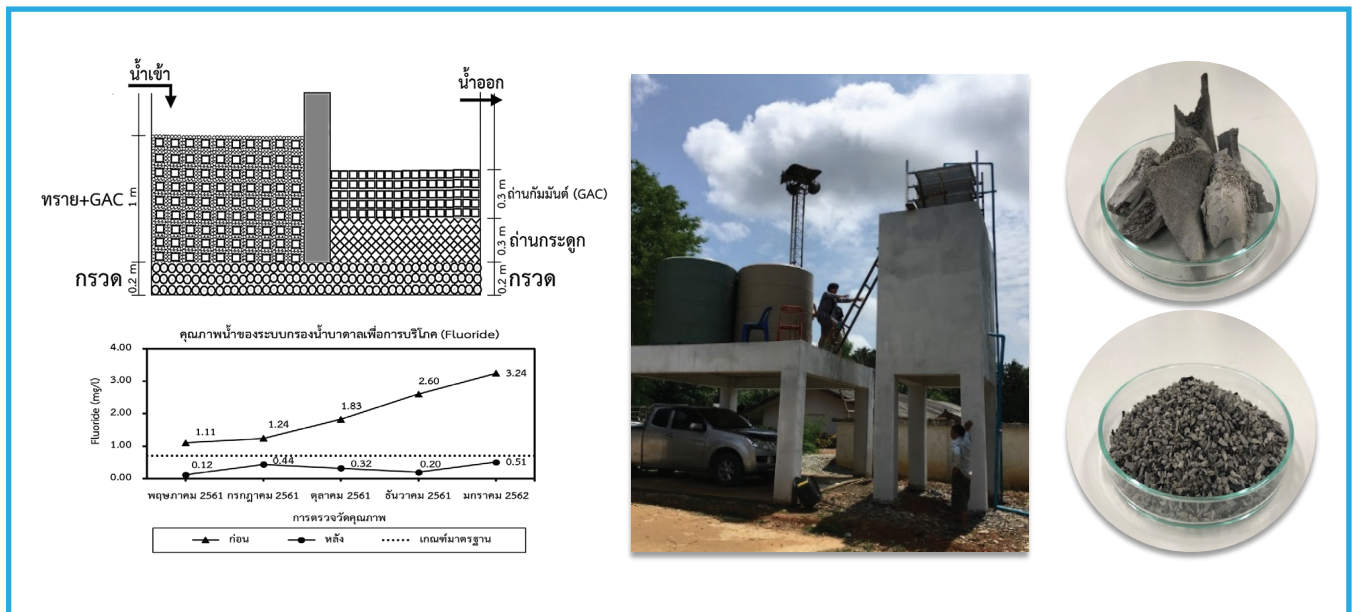 น้ำเข้า
น้ำออก
ทราย+GAC
1 m
กรวด
0.2 m
0.3 m
ถ่านกัมมันต์ (GAC)
0.3 m
ถ่านกระดูก
0.2 m
กรวด
คุณภาพน้ำของระบบกรองน้ำบาดาลเพื่อการบริโภค (Fluoride)
Fluoride (mg/l)
4.00
3.00
2.00
1.00
0.00
1.11
1.24
1.83
2.60
3.24
0.12
0.44
0.32
0.20
0.51
พฤษภาคม 2561 กรกฎาคม 2561 ตุลาคม 2561 ธันวาคม 2561 มกราคม 2562
การตรวจวัดคุณภาพ
ก่อน หลัง เกณฑ์มาตรฐาน